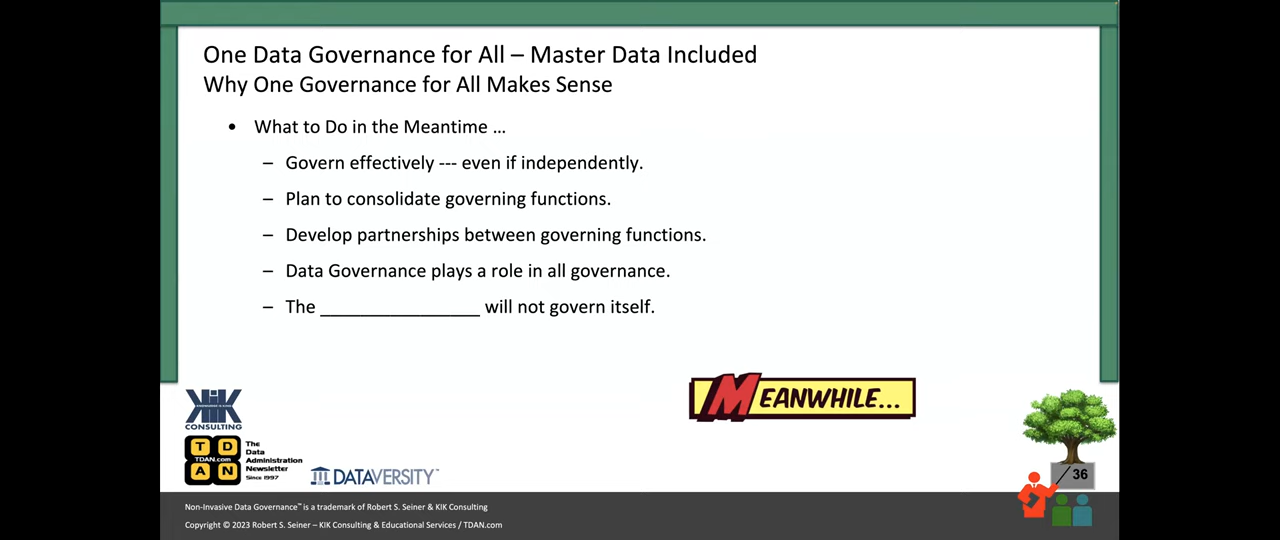 One Data Governance for All – Master Data Included
Why One Governance for All Makes Sense
• What to Do in the Meantime …
– Govern effectively --- even if independently.
– Plan to consolidate governing functions.
– Develop partnerships between governing functions.
– Data Governance plays a role in all governance.
– The ________________ will not govern itself.
MEANWHILE...
KIK
CONSULTING
T D
TDAN.com
A N
The
Data
Administration
Newsletter
Since 1997
DATAVERSITY™
/ 36
Non-Invasive Data Governance™ is a trademark of Robert S. Seiner & KIK Consulting
Copyright © 2023 Robert S. Seiner – KIK Consulting & Educational Services / TDAN.com